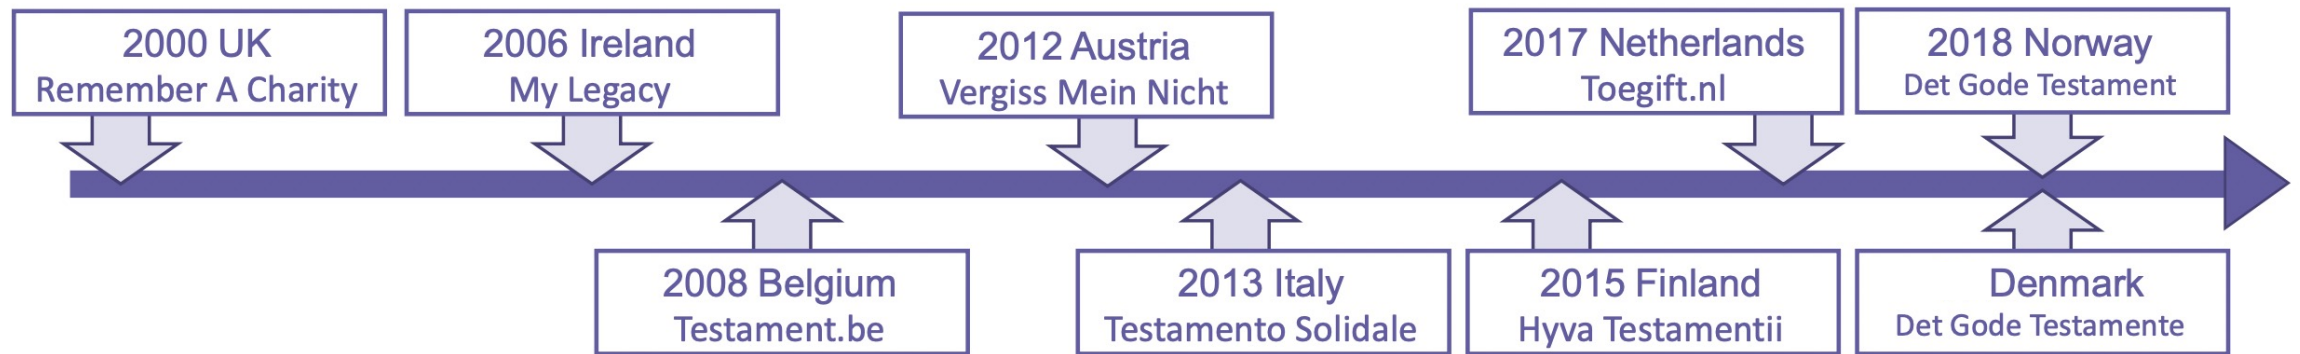 2000 UK
Remember A Charity
2006 Ireland
My Legacy
2012 Austria
Vergiss Mein Nicht
2017 Netherlands
Toegift.nl
2018 Norway
Det Gode Testament
2008 Belgium
Testament.be
2013 Italy
Testamento Solidale
2015 Finland
Hyva Testamentii
Denmark
Det Gode Testamente